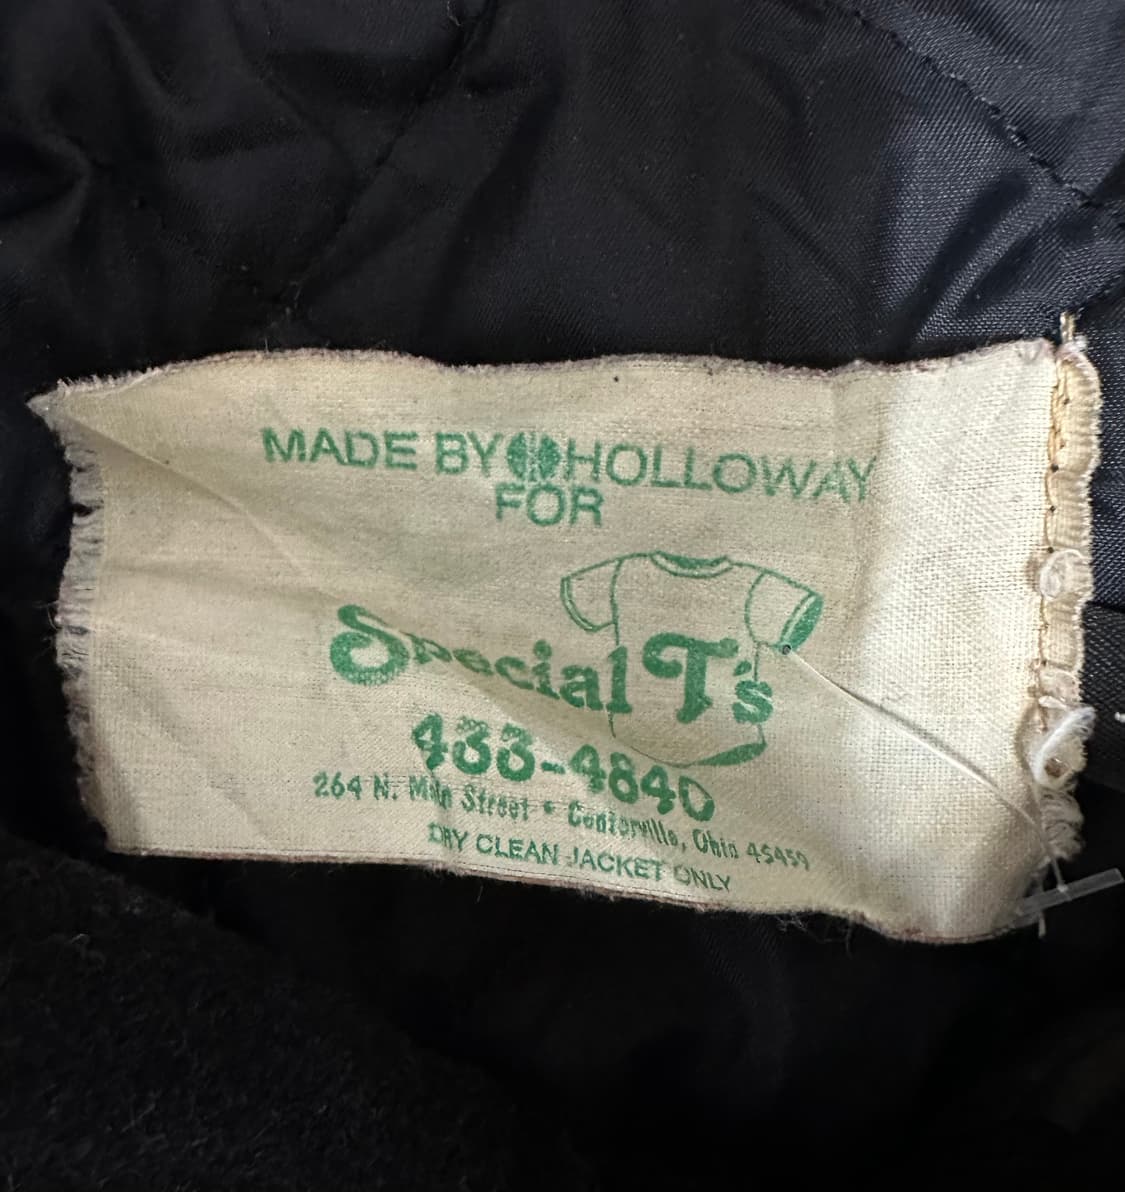 MADE BY HOLLOWAY
FOR
Special T's
433-4840
264 N. Main Street • Centerville, Ohio 45459
DRY CLEAN JACKET ONLY